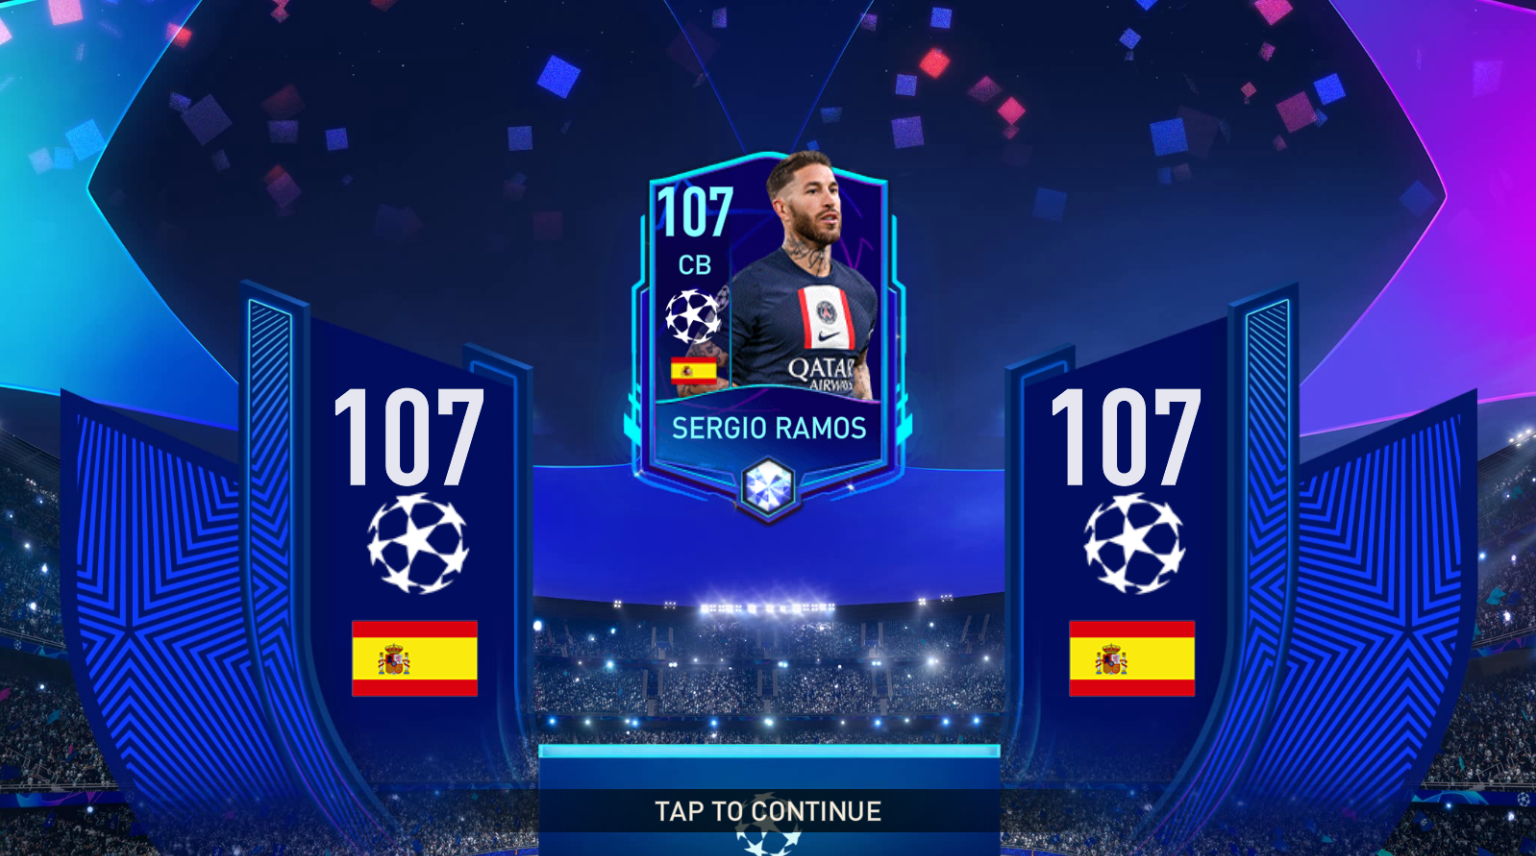 107
CB
QATAR
AIRWAYS
SERGIO RAMOS
107
107
TAP TO CONTINUE